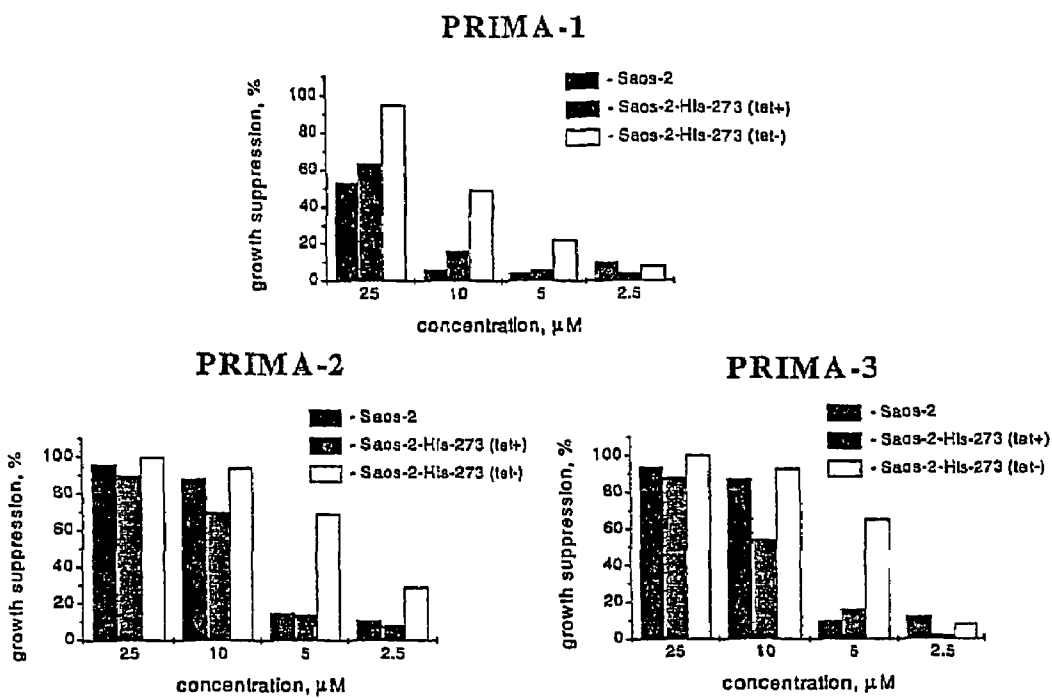 PRIMA-1
growth suppression, %
100
80
60
40
20
0
25 10 5 2.5
concentration, µM
- Saos-2
- Saos-2-His-273 (tet+)
- Saos-2-His-273 (tet-)
PRIMA-2
growth suppression, %
100
80
60
40
20
0
25 10 5 2.5
concentration, µM
- Saos-2
- Saos-2-His-273 (tet+)
- Saos-2-His-273 (tet-)
PRIMA-3
growth suppression, %
100
80
60
40
20
0
25 10 5 2.5
concentration, µM
- Saos-2
- Saos-2-His-273 (tet+)
- Saos-2-His-273 (tet-)